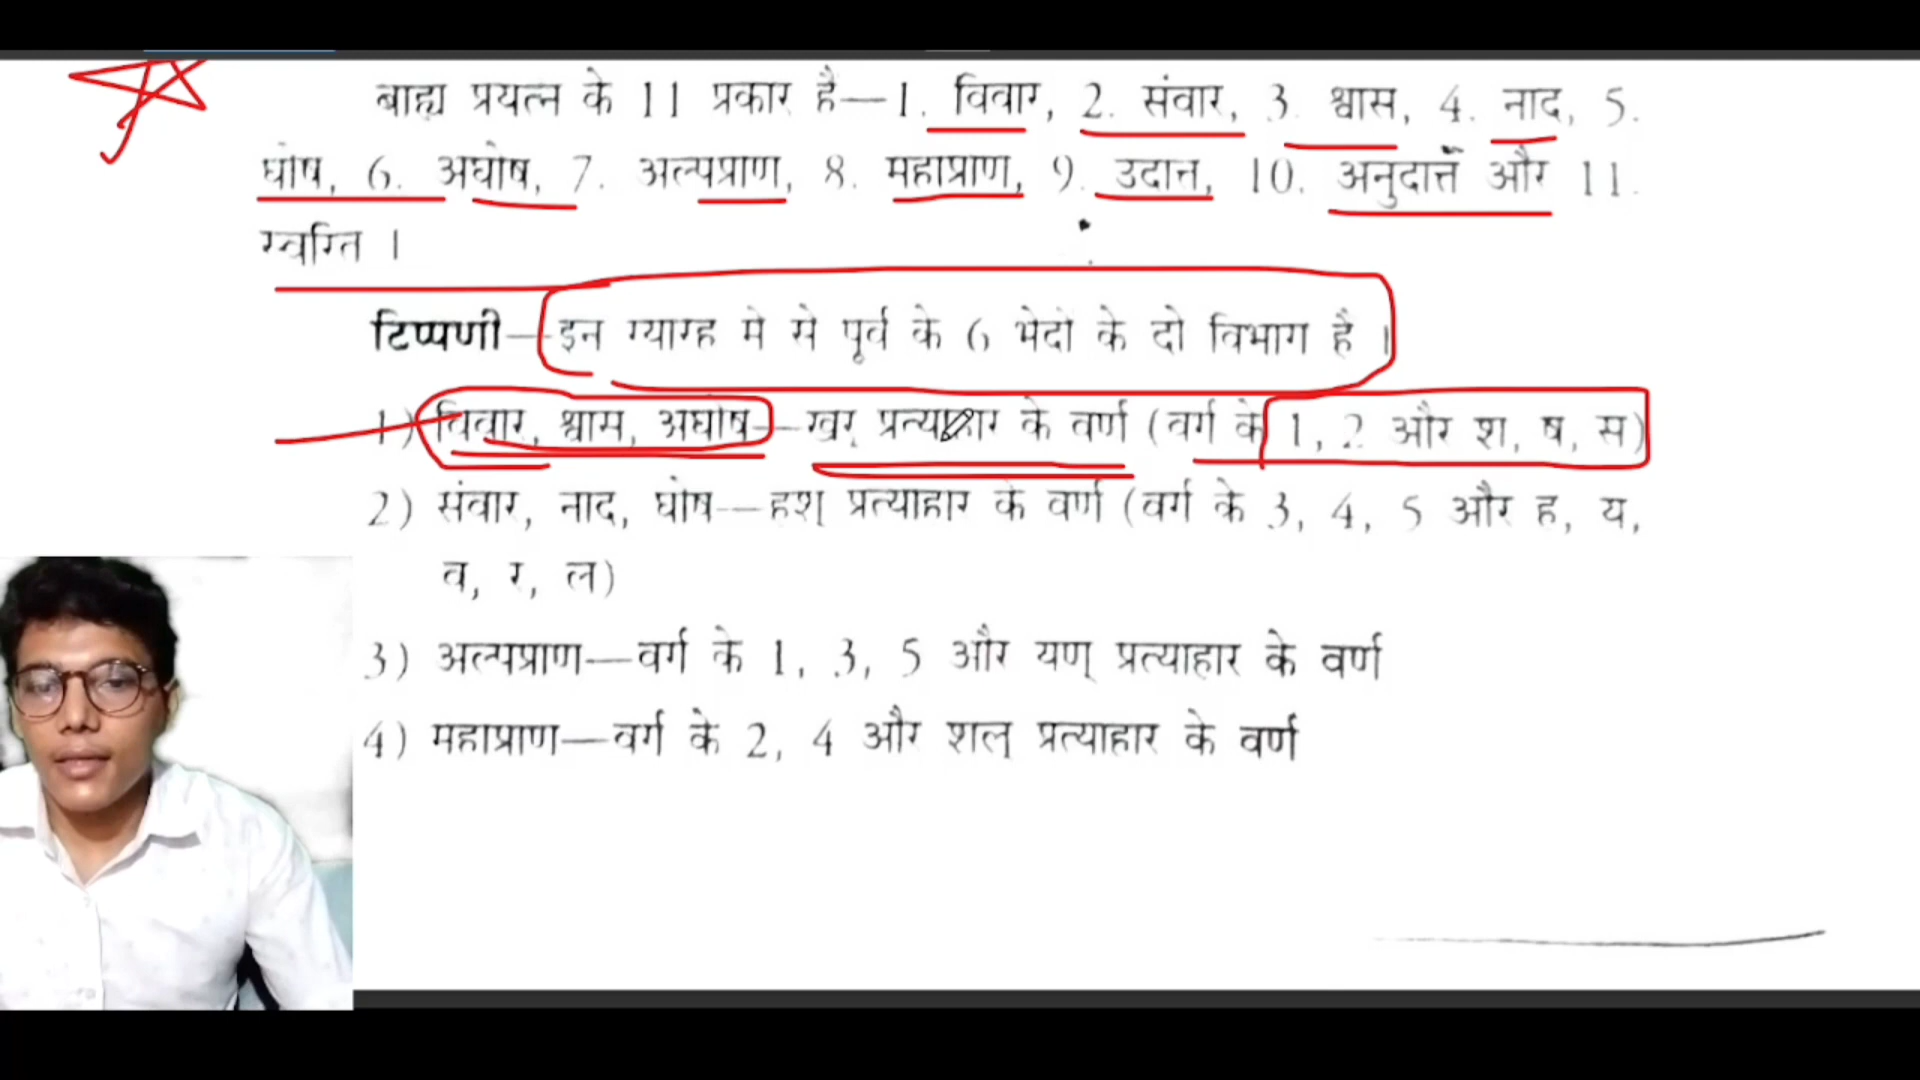 बाह्य प्रयत्न के 11 प्रकार है—1. विवार, 2. संवार, 3. श्वास, 4. नाद, 5.
घोष, 6. अघोष, 7. अल्पप्राण, 8. महाप्राण, 9. उदात्त, 10. अनुदात्त और 11.
स्वरित ।
टिप्पणी—इन ग्यारह में से पूर्व के 6 भेदों के दो विभाग है ।
1) विवार, श्वास, अघोष—खर् प्रत्याहार के वर्ण (वर्ग के 1, 2 और श, ष, स)
2) संवार, नाद, घोष—हश् प्रत्याहार के वर्ण (वर्ग के 3, 4, 5 और ह, य,
व, र, ल)
3) अल्पप्राण—वर्ग के 1, 3, 5 और यण् प्रत्याहार के वर्ण
4) महाप्राण—वर्ग के 2, 4 और शल् प्रत्याहार के वर्ण